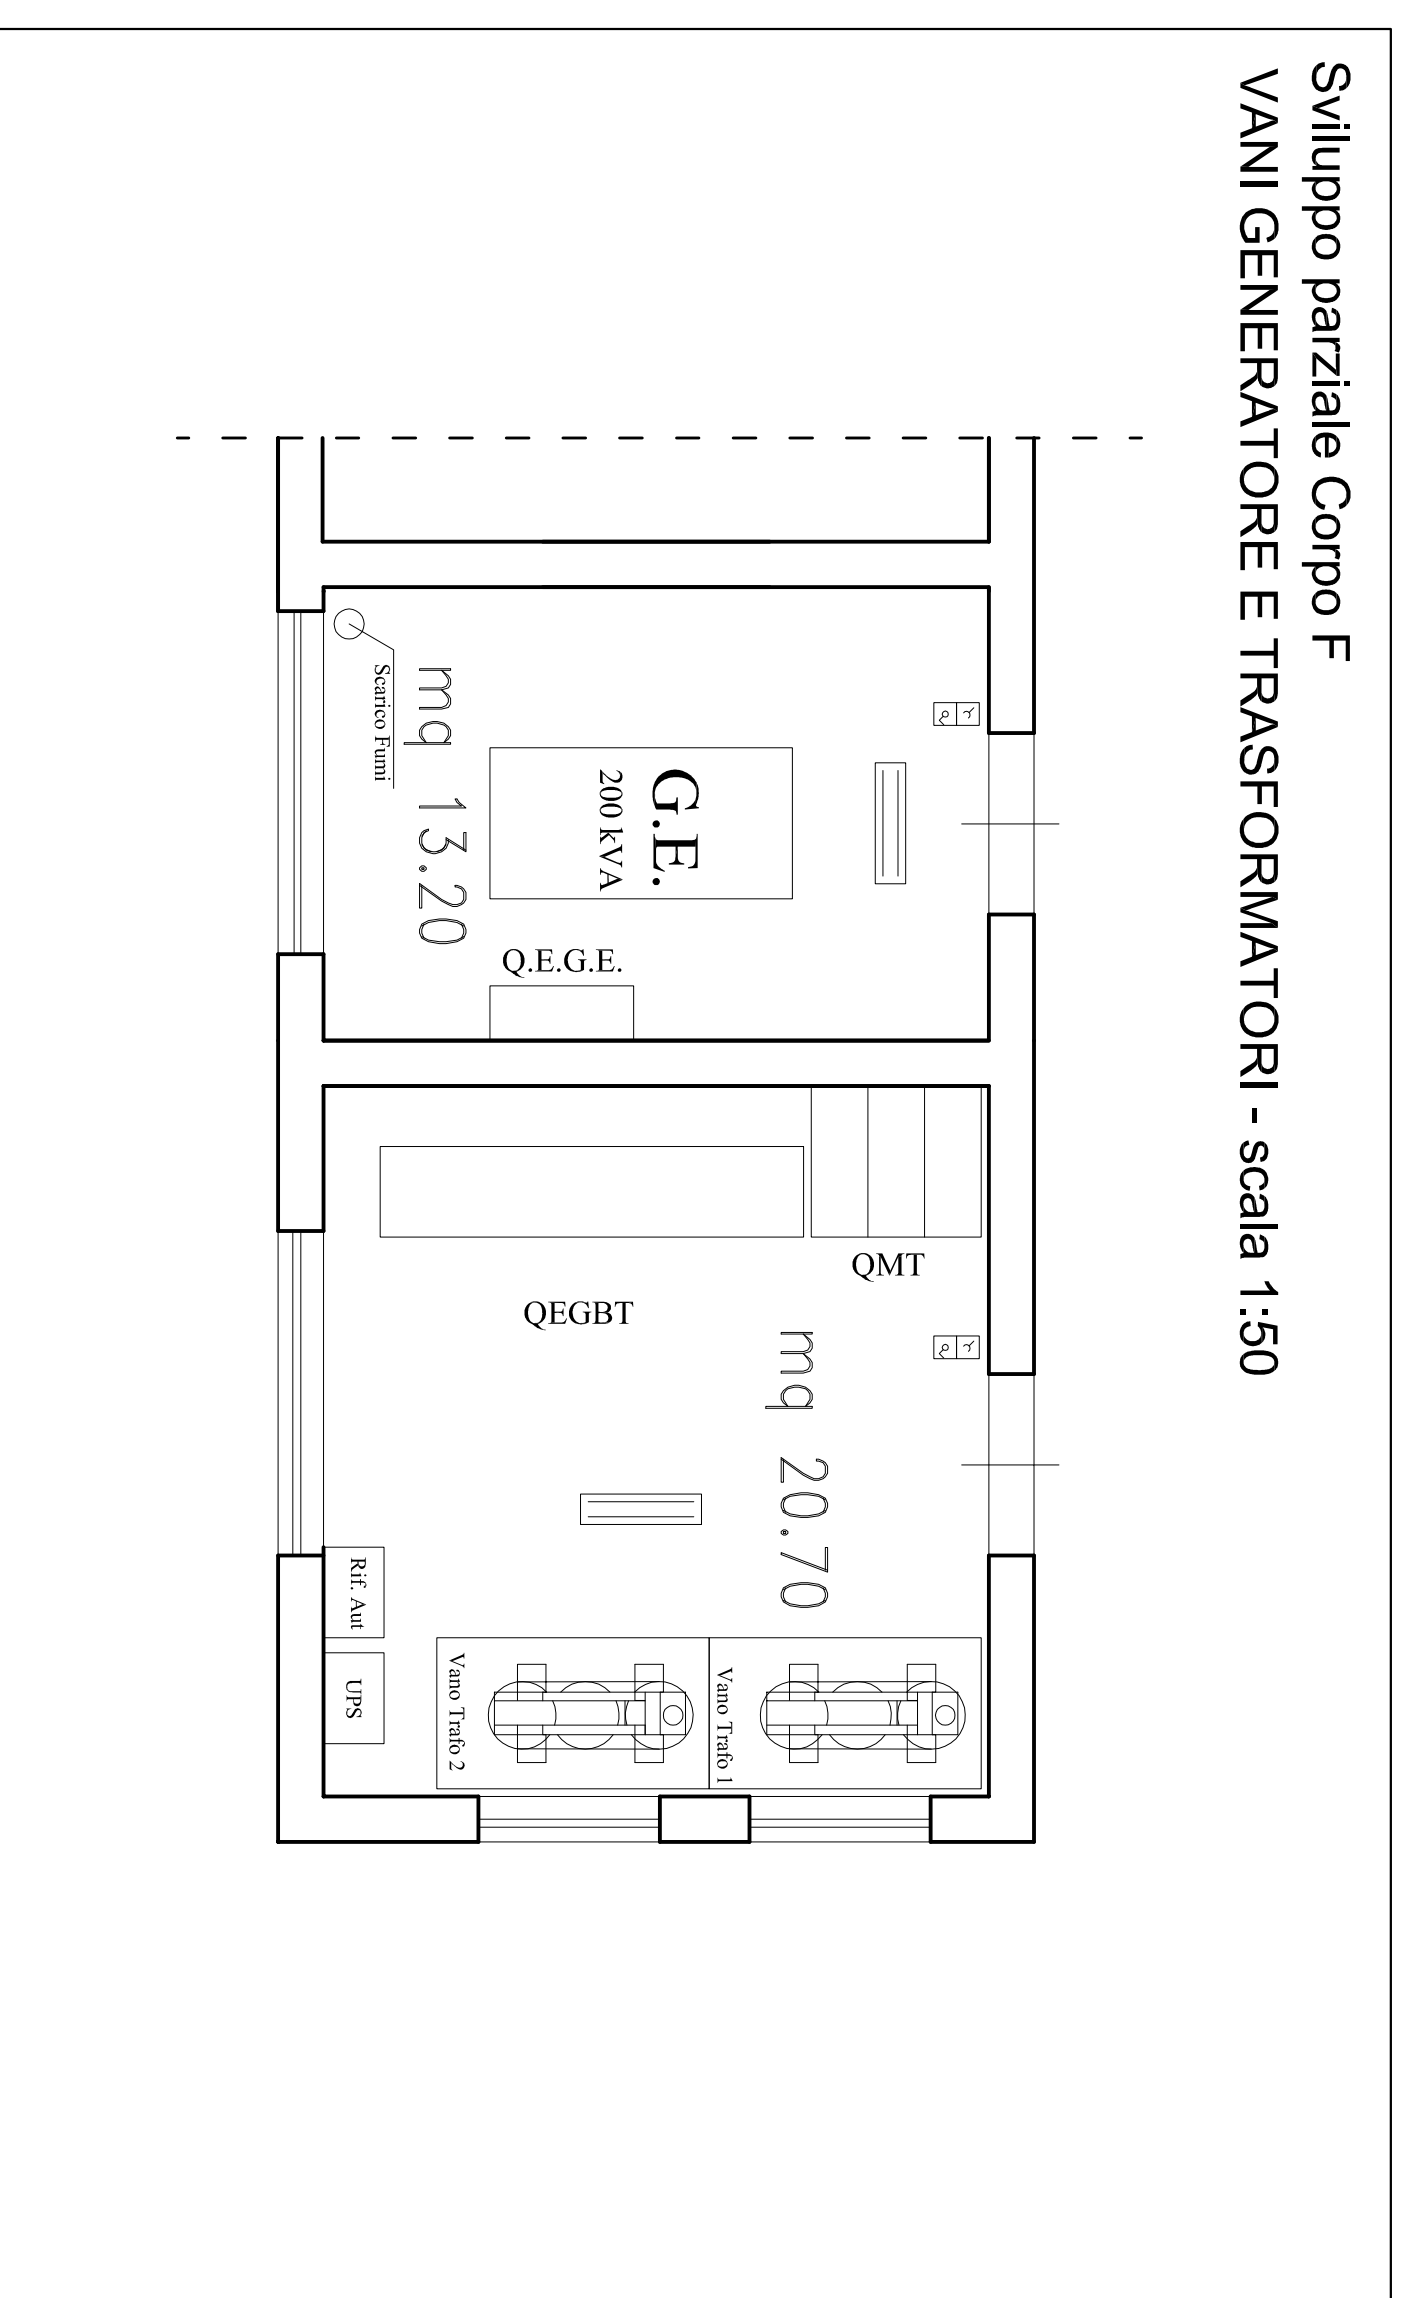 Sviluppo parziale Corpo F
VANI GENERATORE E TRASFORMATORI - scala 1:50
Scarico Fumi
mq 13.20
G.E.
200 kVA
Q.E.G.E.
QMT
QEGBT
mq 20.70
Rif. Aut
UPS
Vano Trafo 1
Vano Trafo 2